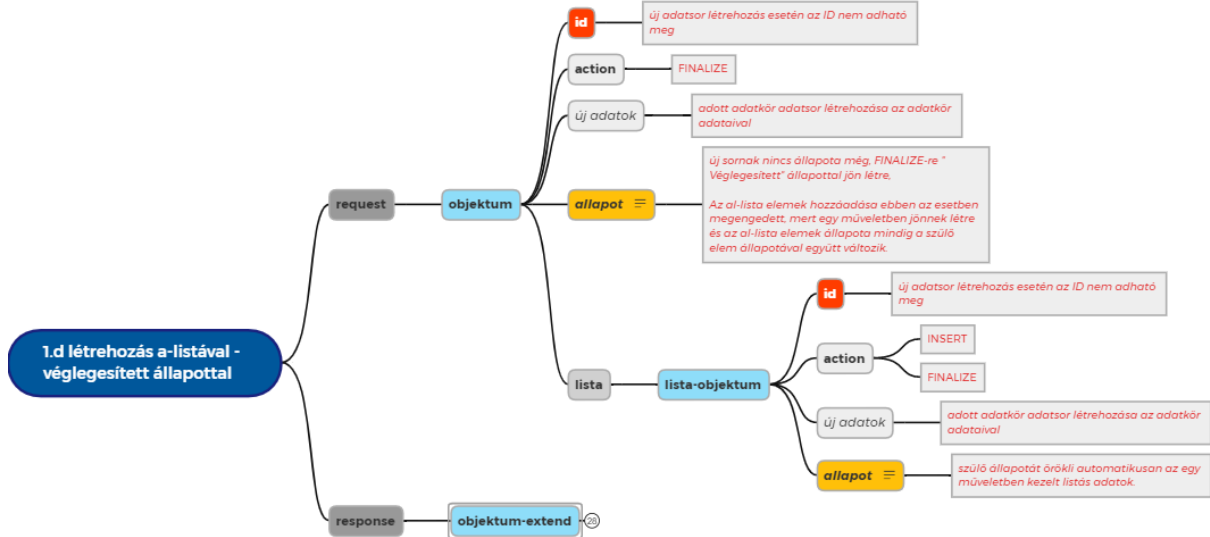 id
új adatsor létrehozás esetén az ID nem adható
meg
action
FINALIZE
új adatok
adott adatkör adatsor létrehozása az adatkör
adataival
allapot
új sornak nincs állapota még, FINALIZE-re "
Véglegesített" állapottal jön létre,
Az al-lista elemek hozzáadása ebben az esetben
megengedett, mert egy műveletben jönnek létre
és az al-lista elemek állapota mindig a szülő
elem állapotával együtt változik.
request
objektum
id
új adatsor létrehozás esetén az ID nem adható
meg
1.d létrehozás a-listával -
véglegesített állapottal
lista
lista-objektum
action
INSERT
FINALIZE
új adatok
adott adatkör adatsor létrehozása az adatkör
adataival
allapot
szülő állapotát örökli automatikusan az egy
műveletben kezelt listás adatok.
response
objektum-extend
28